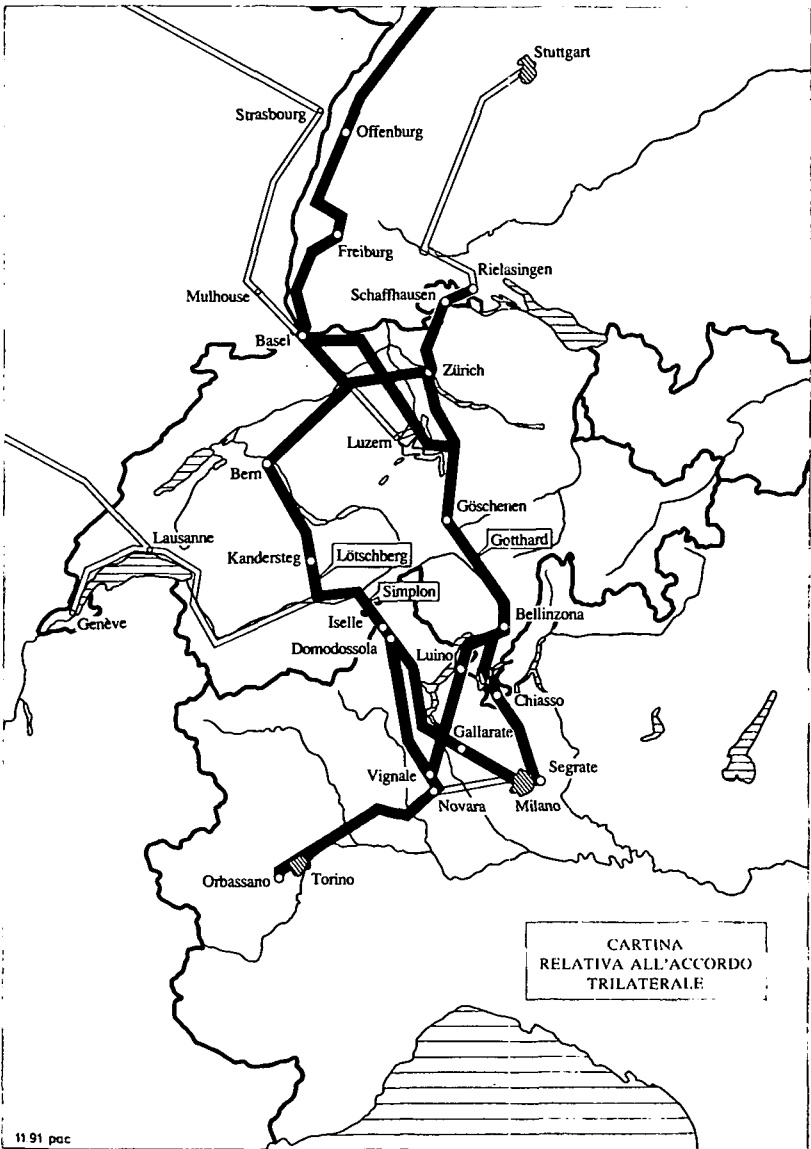 Stuttgart
Strasbourg
Offenburg
Freiburg
Rielasingen
Schaffhausen
Mulhouse
Basel
Zürich
Luzern
Bern
Göschenen
Gotthard
Lausanne
Kandersteg
Lötschberg
Simplon
Genève
Iselle
Bellinzona
Domodossola
Luino
Chiasso
Gallarate
Vignale
Segrate
Novara
Milano
Orbassano
Torino
CARTINA
RELATIVA ALL'ACCORDO
TRILATERALE
11 91 pac